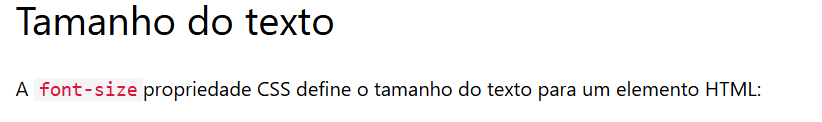 Tamanho do texto
A font-size propriedade CSS define o tamanho do texto para um elemento HTML: